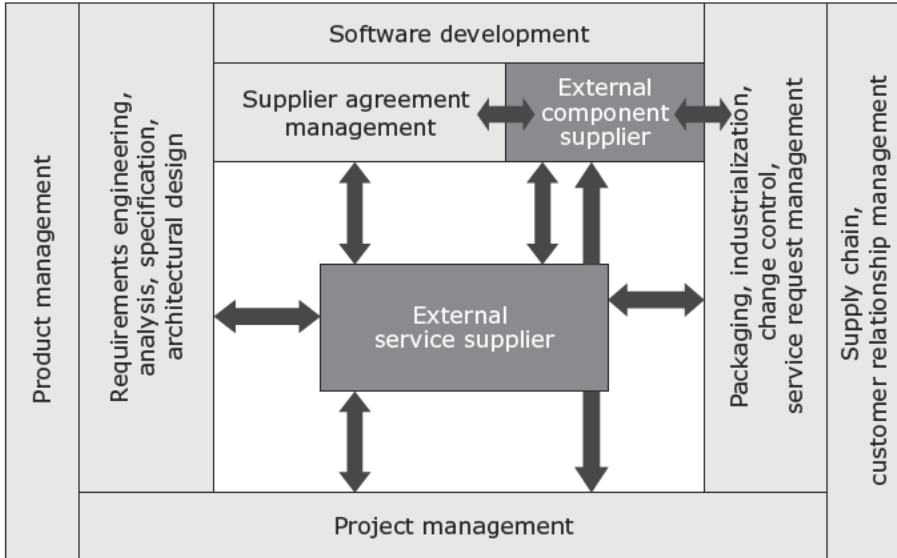 Product management
Requirements engineering,
analysis, specification,
architectural design
Software development
Supplier agreement
management
External
component
supplier
External
service supplier
Packaging, industrialization,
change control,
service request management
Supply chain,
customer relationship management
Project management